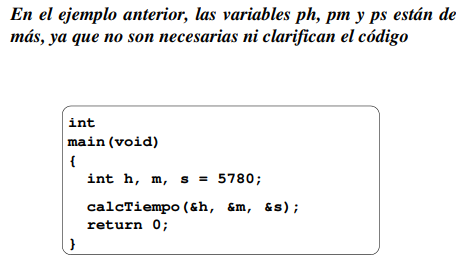 En el ejemplo anterior, las variables ph, pm y ps están de
más, ya que no son necesarias ni clarifican el código
int
main(void)
{
int h, m, s = 5780;
calcTiempo(&h, &m, &s);
return 0;
}